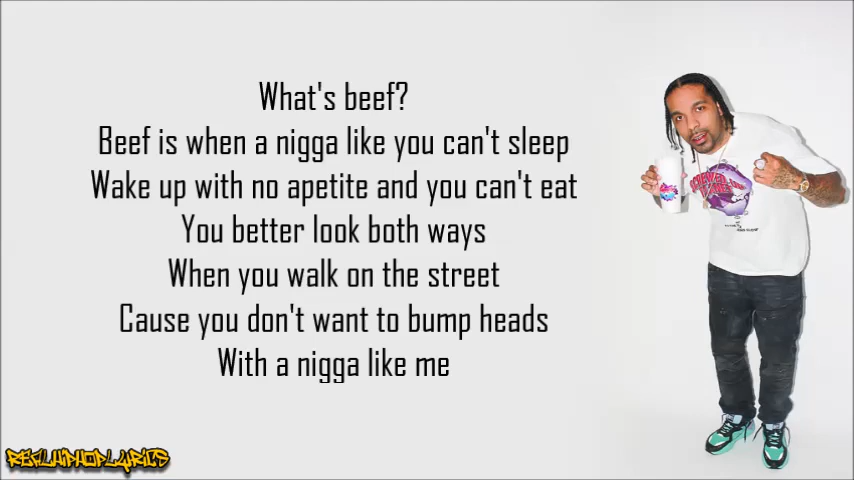 What's beef?
Beef is when a nigga like you can't sleep
Wake up with no apetite and you can't eat
You better look both ways
When you walk on the street
Cause you don't want to bump heads
With a nigga like me
REALHIPHOPLYRICS